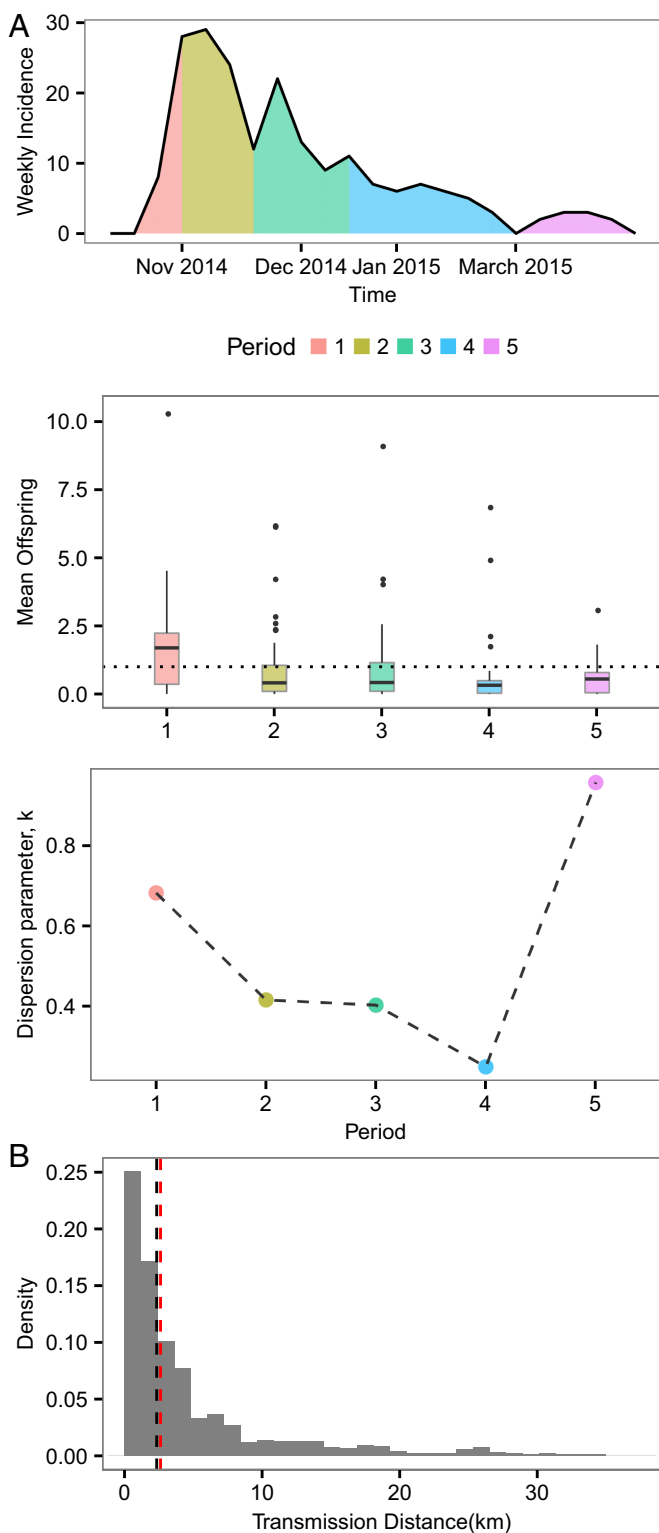 A
Weekly Incidence
30
20
10
0
Nov 2014 Dec 2014 Jan 2015 March 2015
Time
Period 1 2 3 4 5
Mean Offspring
10.0
7.5
5.0
2.5
0.0
1 2 3 4 5
Dispersion parameter, k
0.8
0.6
0.4
1 2 3 4 5
Period
B
Density
0.25
0.20
0.15
0.10
0.05
0.00
0 10 20 30
Transmission Distance(km)